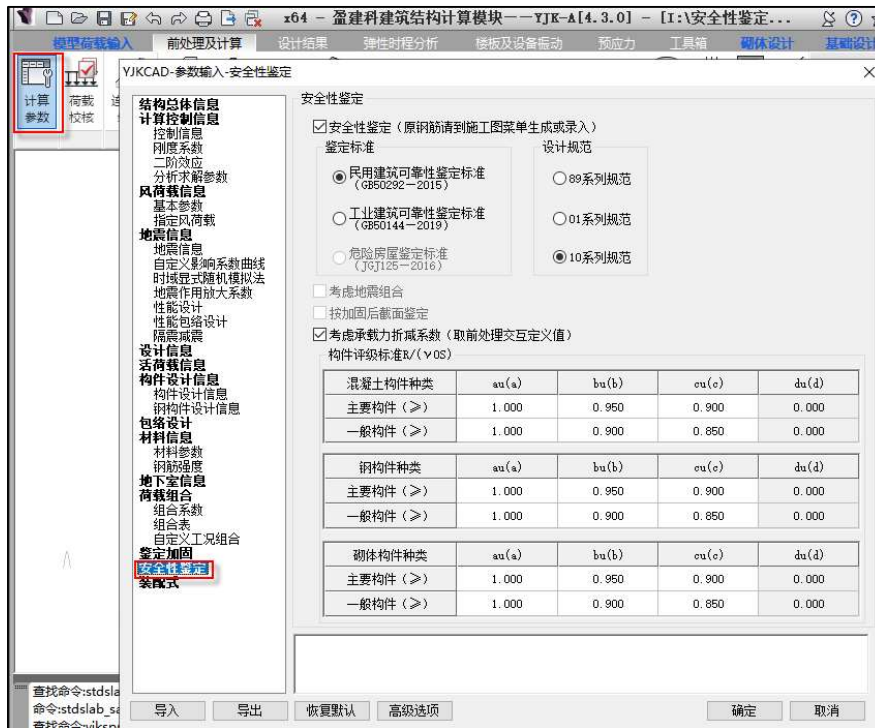 x64 - 盈建科建筑结构计算模块--YJK-A[4.3.0] - [I:\安全性鉴定...
模型荷载输入 前处理及计算 设计结果 弹性时程分析 楼板及设备振动 预应力 工具箱 砌体设计 基础设计
计算
参数
荷载
校核
YJKCAD-参数输入-安全性鉴定
结构总体信息
计算控制信息
控制信息
刚度系数
二阶效应
分析求解参数
风荷载信息
基本参数
指定风荷载
地震信息
地震信息
自定义影响系数曲线
时域显式随机模拟法
地震作用放大系数
性能设计
性能包络设计
隔震减震
设计信息
活荷载信息
构件设计信息
构件设计信息
钢构件设计信息
包络设计
材料信息
材料参数
钢筋强度
地下室信息
荷载组合
组合系数
组合表
自定义工况组合
鉴定加固
安全性鉴定
装配式
安全性鉴定
安全性鉴定（原钢筋请到施工图菜单生成或录入）
鉴定标准
民用建筑可靠性鉴定标准
（GB50292-2015）
工业建筑可靠性鉴定标准
（GB50144-2019）
危险房屋鉴定标准
（JGJ125-2016）
设计规范
89系列规范
01系列规范
10系列规范
考虑地震组合
按加固后截面鉴定
考虑承载力折减系数（取前处理交互定义值）
构件评级标准R/(γ0S)
混凝土构件种类 au(a) bu(b) cu(c) du(d)
主要构件（≥） 1.000 0.950 0.900 0.000
一般构件（≥） 1.000 0.900 0.850 0.000
钢构件种类 au(a) bu(b) cu(c) du(d)
主要构件（≥） 1.000 0.950 0.900 0.000
一般构件（≥） 1.000 0.900 0.850 0.000
砌体构件种类 au(a) bu(b) cu(c) du(d)
主要构件（≥） 1.000 0.950 0.900 0.000
一般构件（≥） 1.000 0.900 0.850 0.000
查找命令:stdsla
命令:stdslab_sa
导入 导出 恢复默认 高级选项 确定 取消